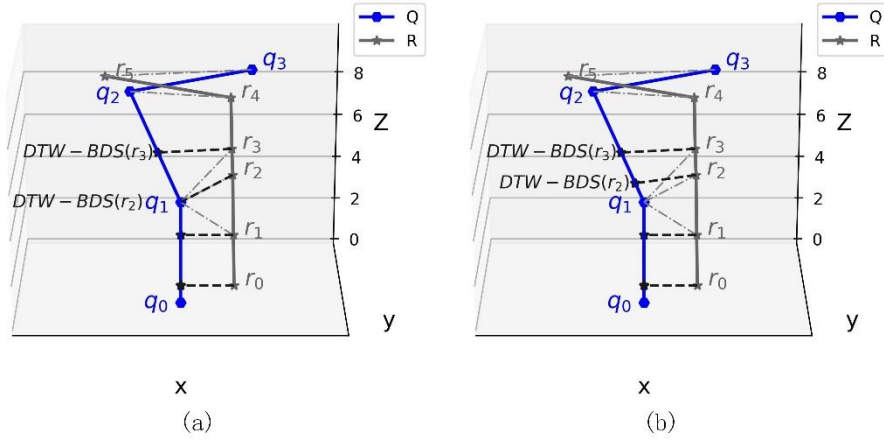 Q
R
q₃
r₅
q₂
r₄
8
6
Z
r₃
DTW−BDS(r₃)
4
r₂
DTW−BDS(r₂)
q₁
2
r₁
0
r₀
q₀
y
x
(a)
Q
R
q₃
r₅
q₂
r₄
8
6
Z
r₃
DTW−BDS(r₃)
4
r₂
DTW−BDS(r₂)
q₁
2
r₁
0
r₀
q₀
y
x
(b)